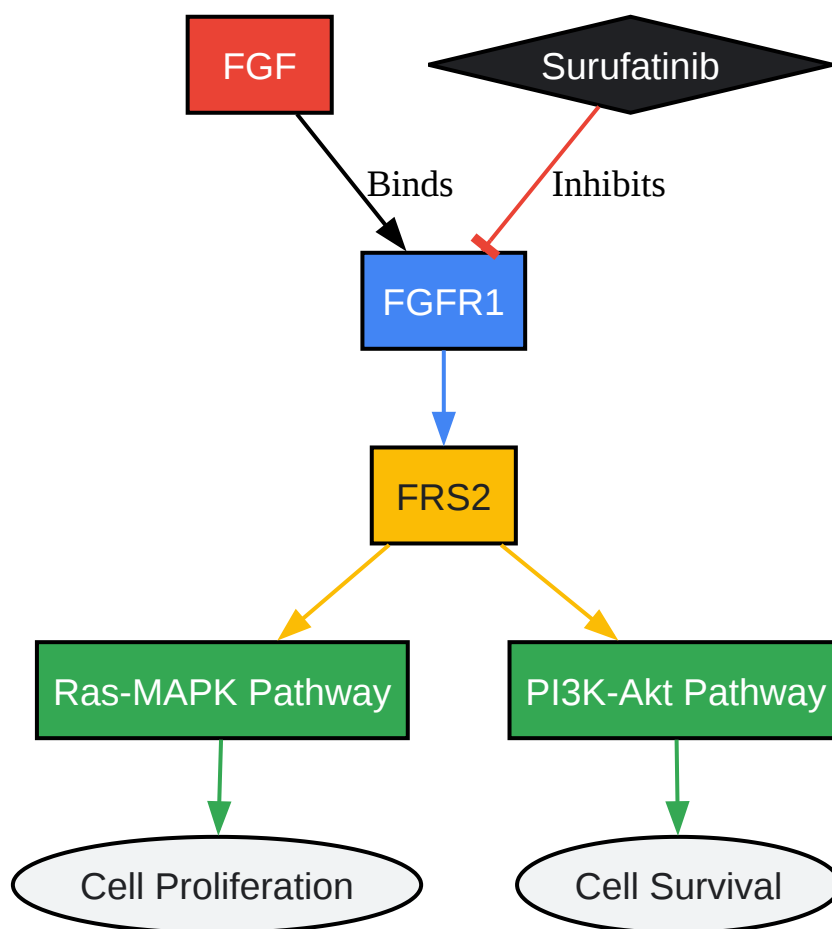 FGF
Surufatinib
Binds
Inhibits
FGFR1
FRS2
Ras-MAPK Pathway
PI3K-Akt Pathway
Cell Proliferation
Cell Survival